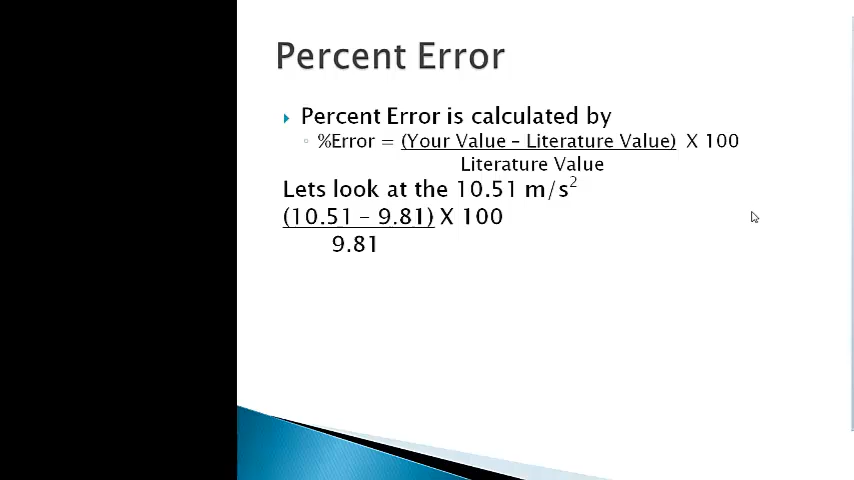 Percent Error
Percent Error is calculated by
%Error = (Your Value – Literature Value) X 100
Literature Value
Lets look at the 10.51 m/s²
(10.51 – 9.81) X 100
9.81